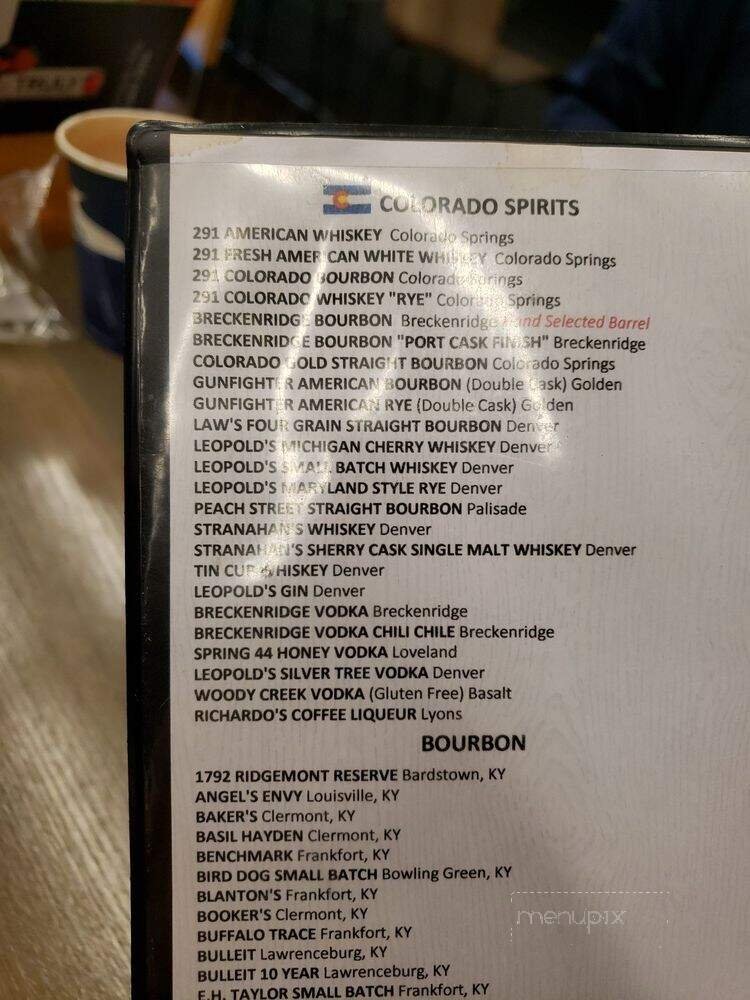 TRULY
COLORADO SPIRITS
291 AMERICAN WHISKEY Colorado Springs
291 FRESH AMERICAN WHITE WHISKEY Colorado Springs
291 COLORADO BOURBON Colorado Springs
291 COLORADO WHISKEY "RYE" Colorado Springs
BRECKENRIDGE BOURBON Breckenridge Hand Selected Barrel
BRECKENRIDGE BOURBON "PORT CASK FINISH" Breckenridge
COLORADO GOLD STRAIGHT BOURBON Colorado Springs
GUNFIGHTER AMERICAN BOURBON (Double Cask) Golden
GUNFIGHTER AMERICAN RYE (Double Cask) Golden
LAW'S FOUR GRAIN STRAIGHT BOURBON Denver
LEOPOLD'S MICHIGAN CHERRY WHISKEY Denver
LEOPOLD'S SMALL BATCH WHISKEY Denver
LEOPOLD'S MARYLAND STYLE RYE Denver
PEACH STREET STRAIGHT BOURBON Palisade
STRANAHAN'S WHISKEY Denver
STRANAHAN'S SHERRY CASK SINGLE MALT WHISKEY Denver
TIN CUP WHISKEY Denver
LEOPOLD'S GIN Denver
BRECKENRIDGE VODKA Breckenridge
BRECKENRIDGE VODKA CHILI CHILE Breckenridge
SPRING 44 HONEY VODKA Loveland
LEOPOLD'S SILVER TREE VODKA Denver
WOODY CREEK VODKA (Gluten Free) Basalt
RICHARDO'S COFFEE LIQUEUR Lyons
BOURBON
1792 RIDGEMONT RESERVE Bardstown, KY
ANGEL'S ENVY Louisville, KY
BAKER'S Clermont, KY
BASIL HAYDEN Clermont, KY
BENCHMARK Frankfort, KY
BIRD DOG SMALL BATCH Bowling Green, KY
BLANTON'S Frankfort, KY
BOOKER'S Clermont, KY
BUFFALO TRACE Frankfort, KY
BULLEIT Lawrenceburg, KY
BULLEIT 10 YEAR Lawrenceburg, KY
E.H. TAYLOR SMALL BATCH Frankfort, KY
menupix